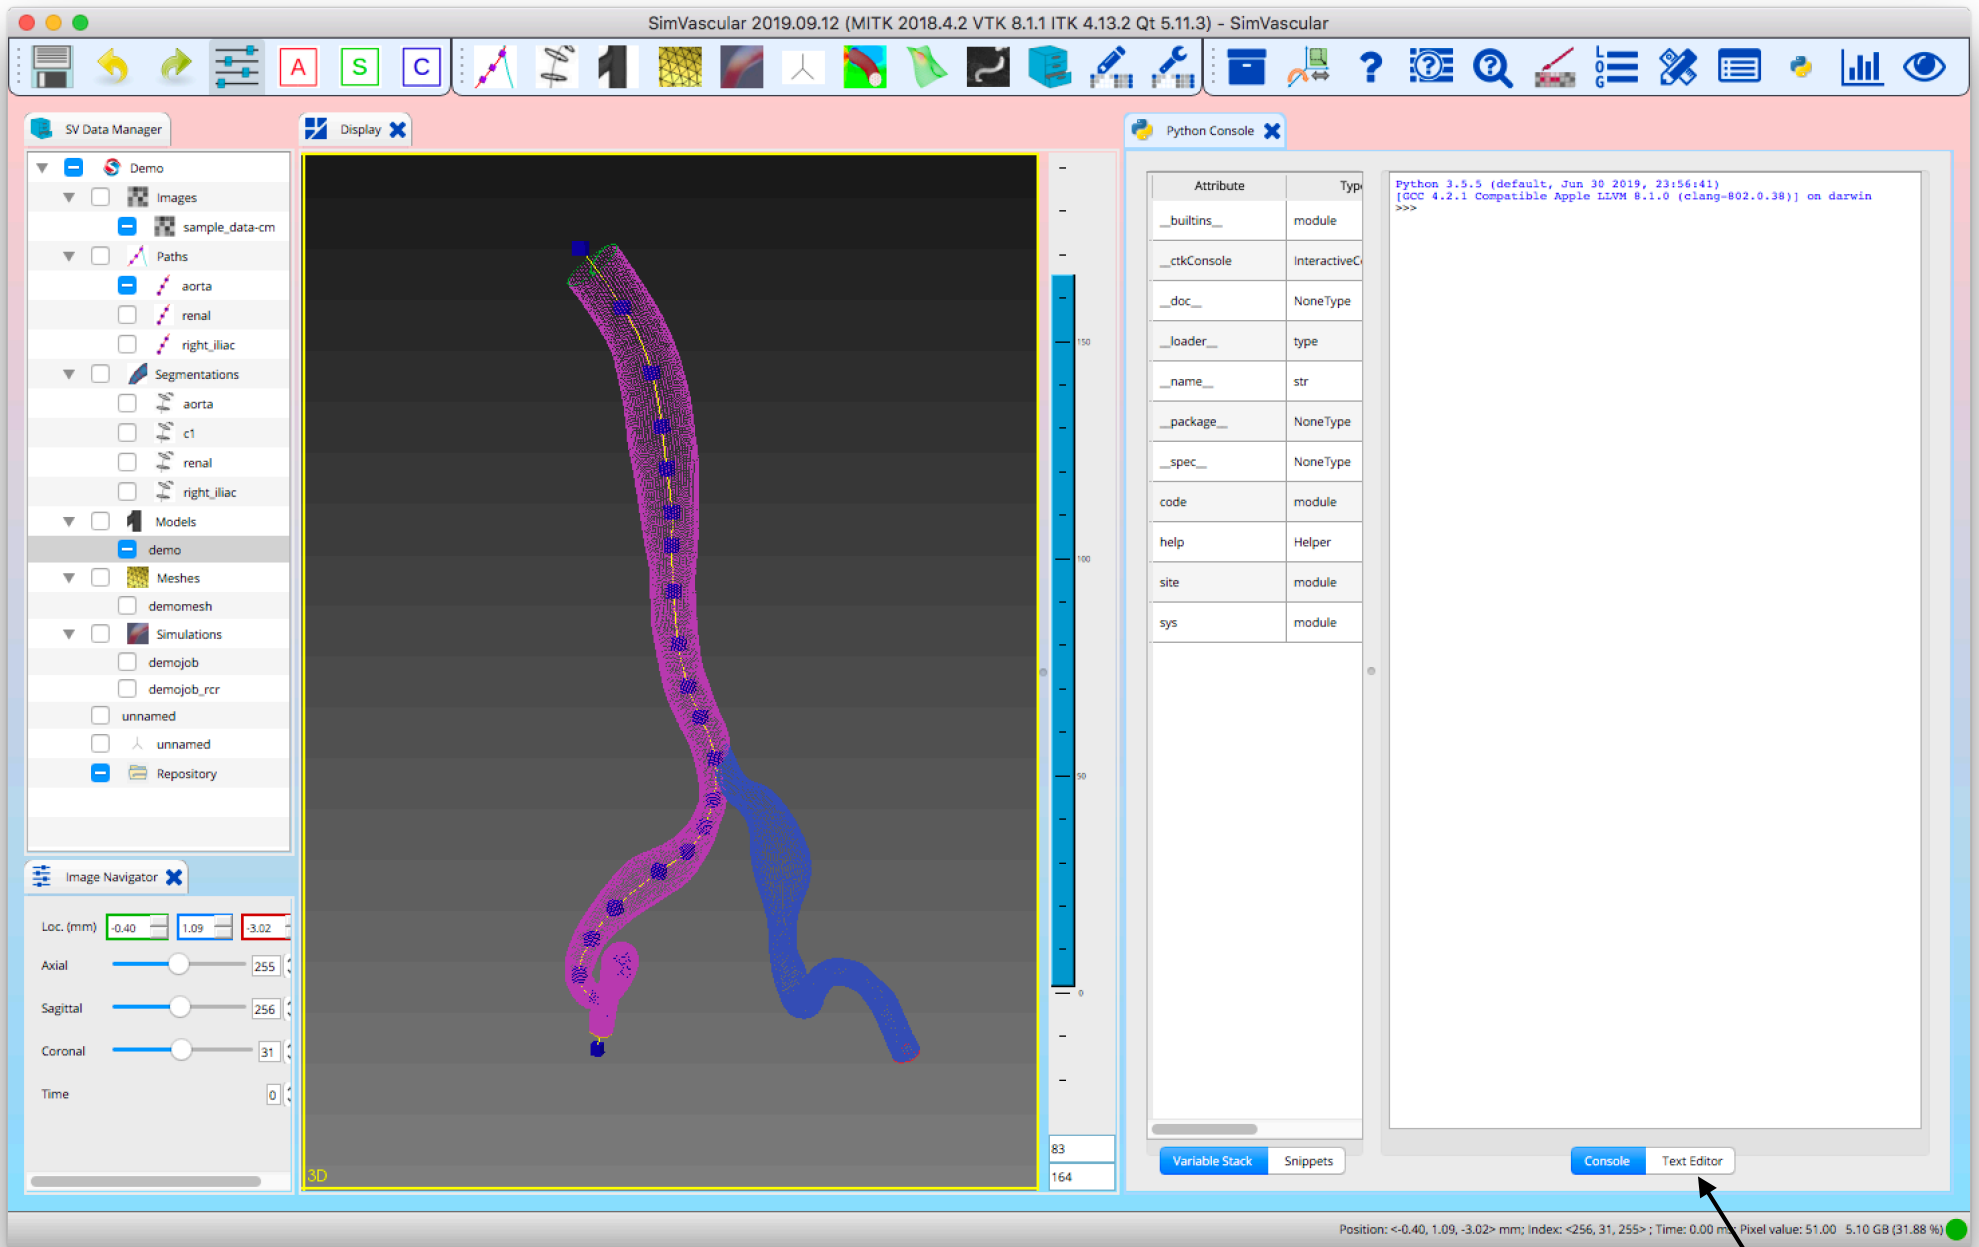 SimVascular 2019.09.12 (MITK 2018.4.2 VTK 8.1.1 ITK 4.13.2 Qt 5.11.3) - SimVascular
A S C
LOG
SV Data Manager
Demo
Images
sample_data-cm
Paths
aorta
renal
right_iliac
Segmentations
aorta
c1
renal
right_iliac
Models
demo
Meshes
demomesh
Simulations
demojob
demojob_rcr
unnamed
unnamed
Repository
Image Navigator
Loc. (mm) -0.40 1.09 -3.02
Axial 255
Sagittal 256
Coronal 31
Time 0
Display
3D
150
100
50
0
83
164
Python Console
Attribute Type
__builtins__ module
__ctkConsole InteractiveC
__doc__ NoneType
__loader__ type
__name__ str
__package__ NoneType
__spec__ NoneType
code module
help Helper
site module
sys module
Variable Stack Snippets
Python 3.5.5 (default, Jun 30 2019, 23:56:41)
[GCC 4.2.1 Compatible Apple LLVM 8.1.0 (clang-802.0.38)] on darwin
>>>
Console Text Editor
Position: <-0.40, 1.09, -3.02> mm; Index: <256, 31, 255> ; Time: 0.00 ms; Pixel value: 51.00 5.10 GB (31.88 %)